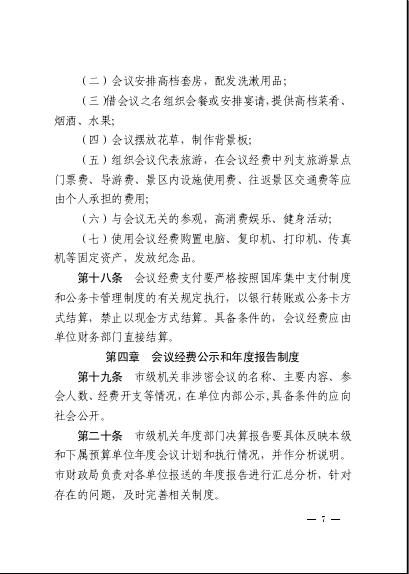 （二）会议安排高档套房，配发洗漱用品；
（三）借会议之名组织会餐或安排宴请，提供高档菜肴、
烟酒、水果；
（四）会议摆放花草，制作背景板；
（五）组织会议代表旅游，在会议经费中列支旅游景点
门票费、导游费、景区内设施使用费、往返景区交通费等应
由个人承担的费用；
（六）与会议无关的参观，高消费娱乐、健身活动；
（七）使用会议经费购置电脑、复印机、打印机、传真
机等固定资产，发放纪念品。
第十八条　会议经费支付要严格按照国库集中支付制度
和公务卡管理制度的有关规定执行，以银行转账或公务卡方
式结算，禁止以现金方式结算。具备条件的，会议经费应由
单位财务部门直接结算。
第四章　会议经费公示和年度报告制度
第十九条　市级机关非涉密会议的名称、主要内容、参
会人数、经费开支等情况，在单位内部公示，具备条件的应向
社会公开。
第二十条　市级机关年度部门决算报告要具体反映本级
和下属预算单位年度会议计划和执行情况，并作分析说明。
市财政局负责对各单位报送的年度报告进行汇总分析，针对
存在的问题，及时完善相关制度。
— 7 —